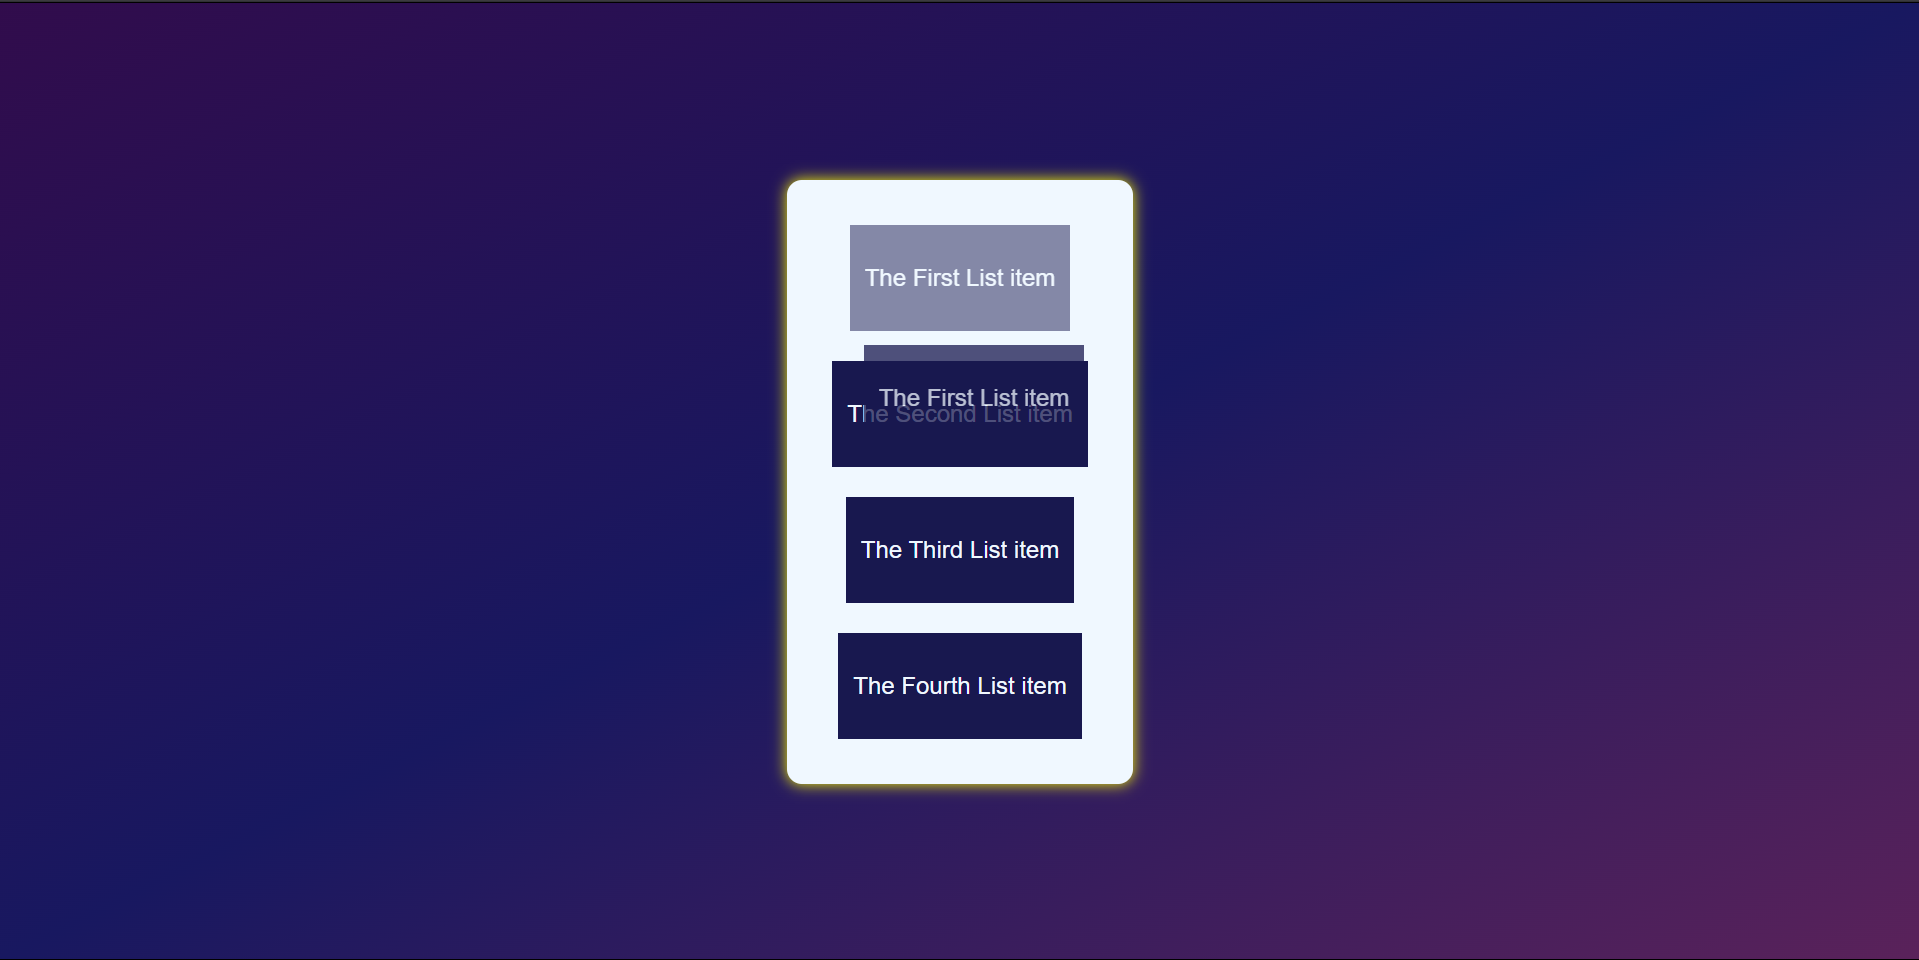 The First List item
The First List item
The Second List item
The Third List item
The Fourth List item